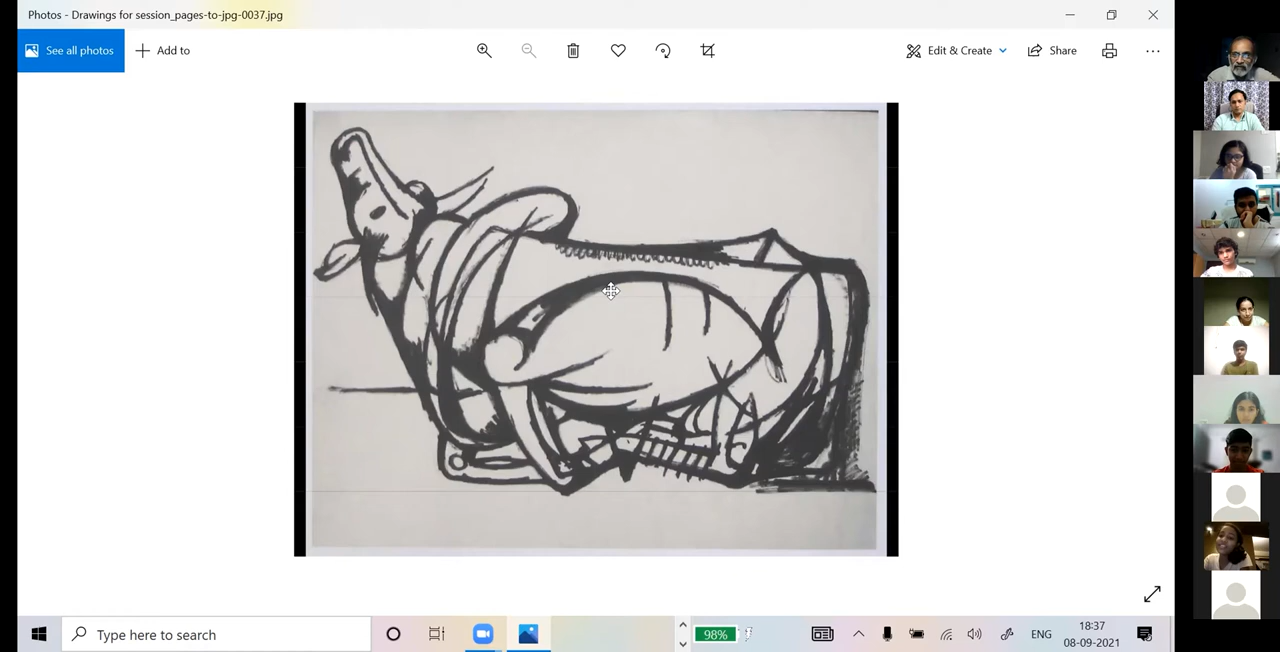 Photos - Drawings for session_pages-to-jpg-0037.jpg
See all photos
Add to
Edit & Create
Share
Type here to search
98%
ENG
18:37
08-09-2021